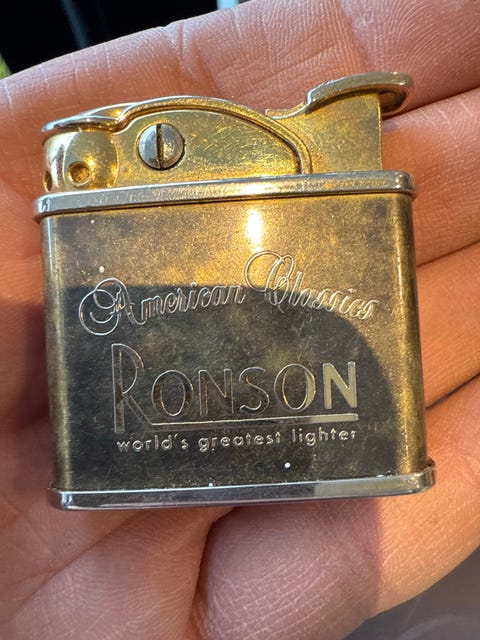 American Classics
RONSON
world's greatest lighter